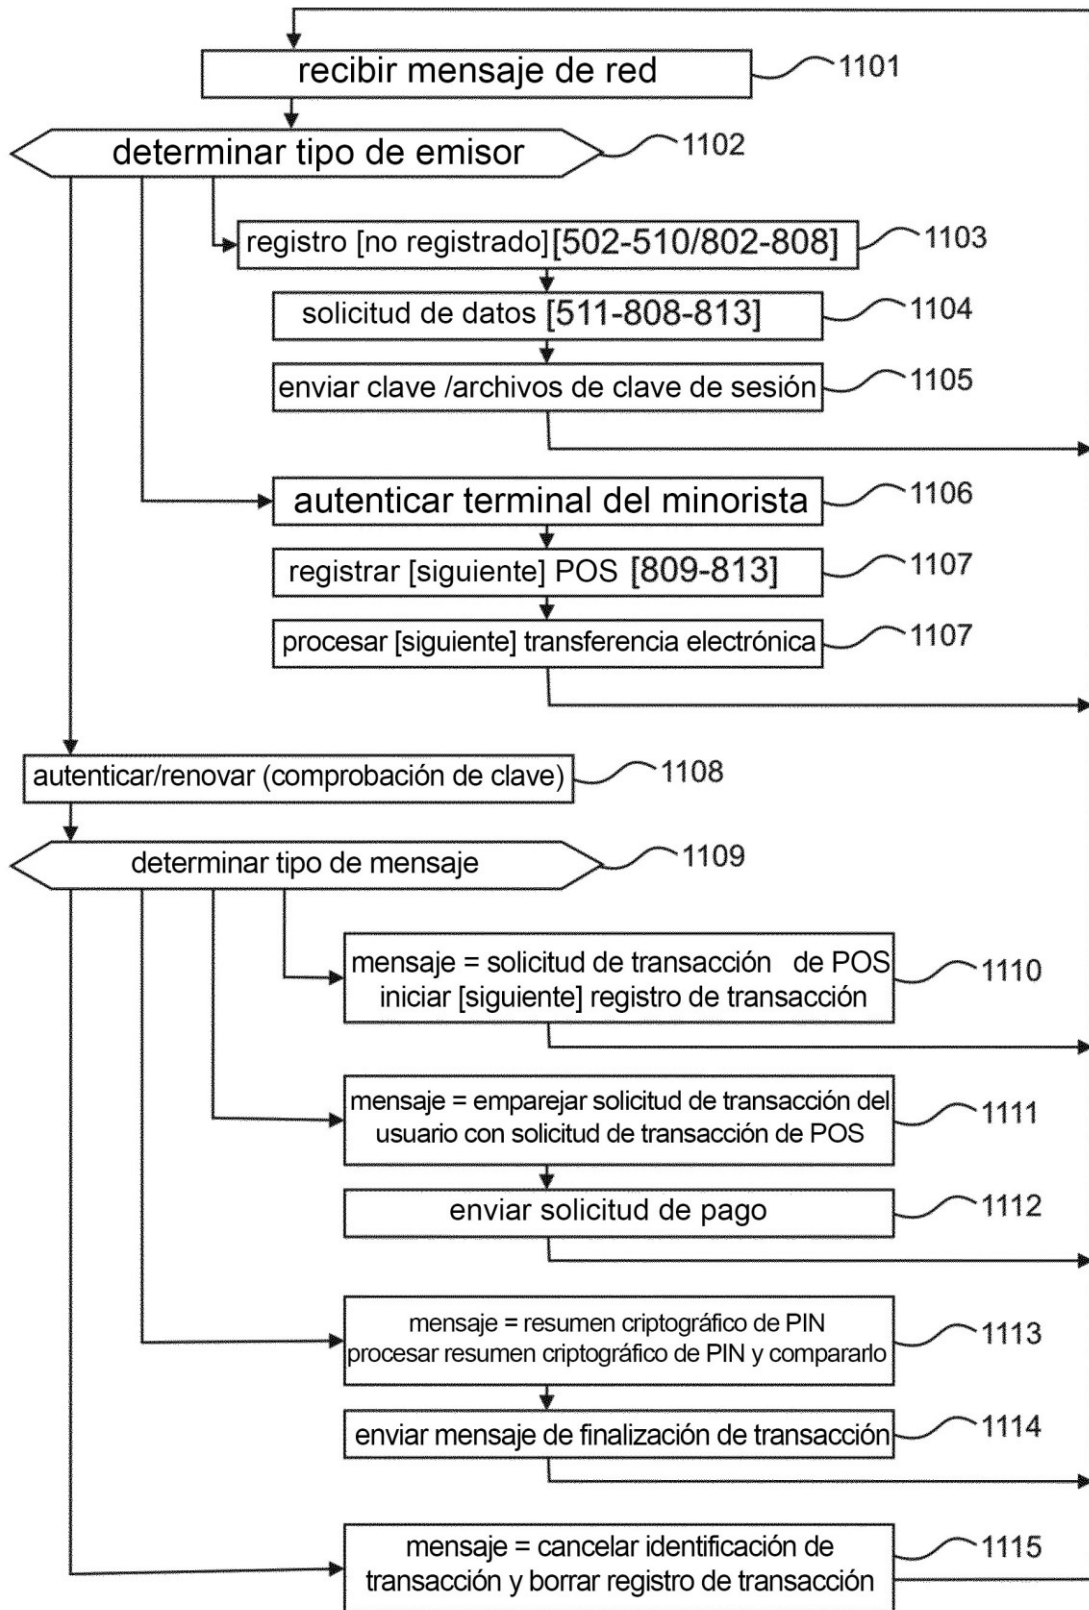 recibir mensaje de red
1101
determinar tipo de emisor
1102
registro [no registrado] [502-510/802-808]
1103
solicitud de datos [511-808-813]
1104
enviar clave /archivos de clave de sesión
1105
autenticar terminal del minorista
1106
registrar [siguiente] POS [809-813]
1107
procesar [siguiente] transferencia electrónica
1107
autenticar/renovar (comprobación de clave)
1108
determinar tipo de mensaje
1109
mensaje = solicitud de transacción de POS
iniciar [siguiente] registro de transacción
1110
mensaje = emparejar solicitud de transacción del
usuario con solicitud de transacción de POS
1111
enviar solicitud de pago
1112
mensaje = resumen criptográfico de PIN
procesar resumen criptográfico de PIN y compararlo
1113
enviar mensaje de finalización de transacción
1114
mensaje = cancelar identificación de
transacción y borrar registro de transacción
1115